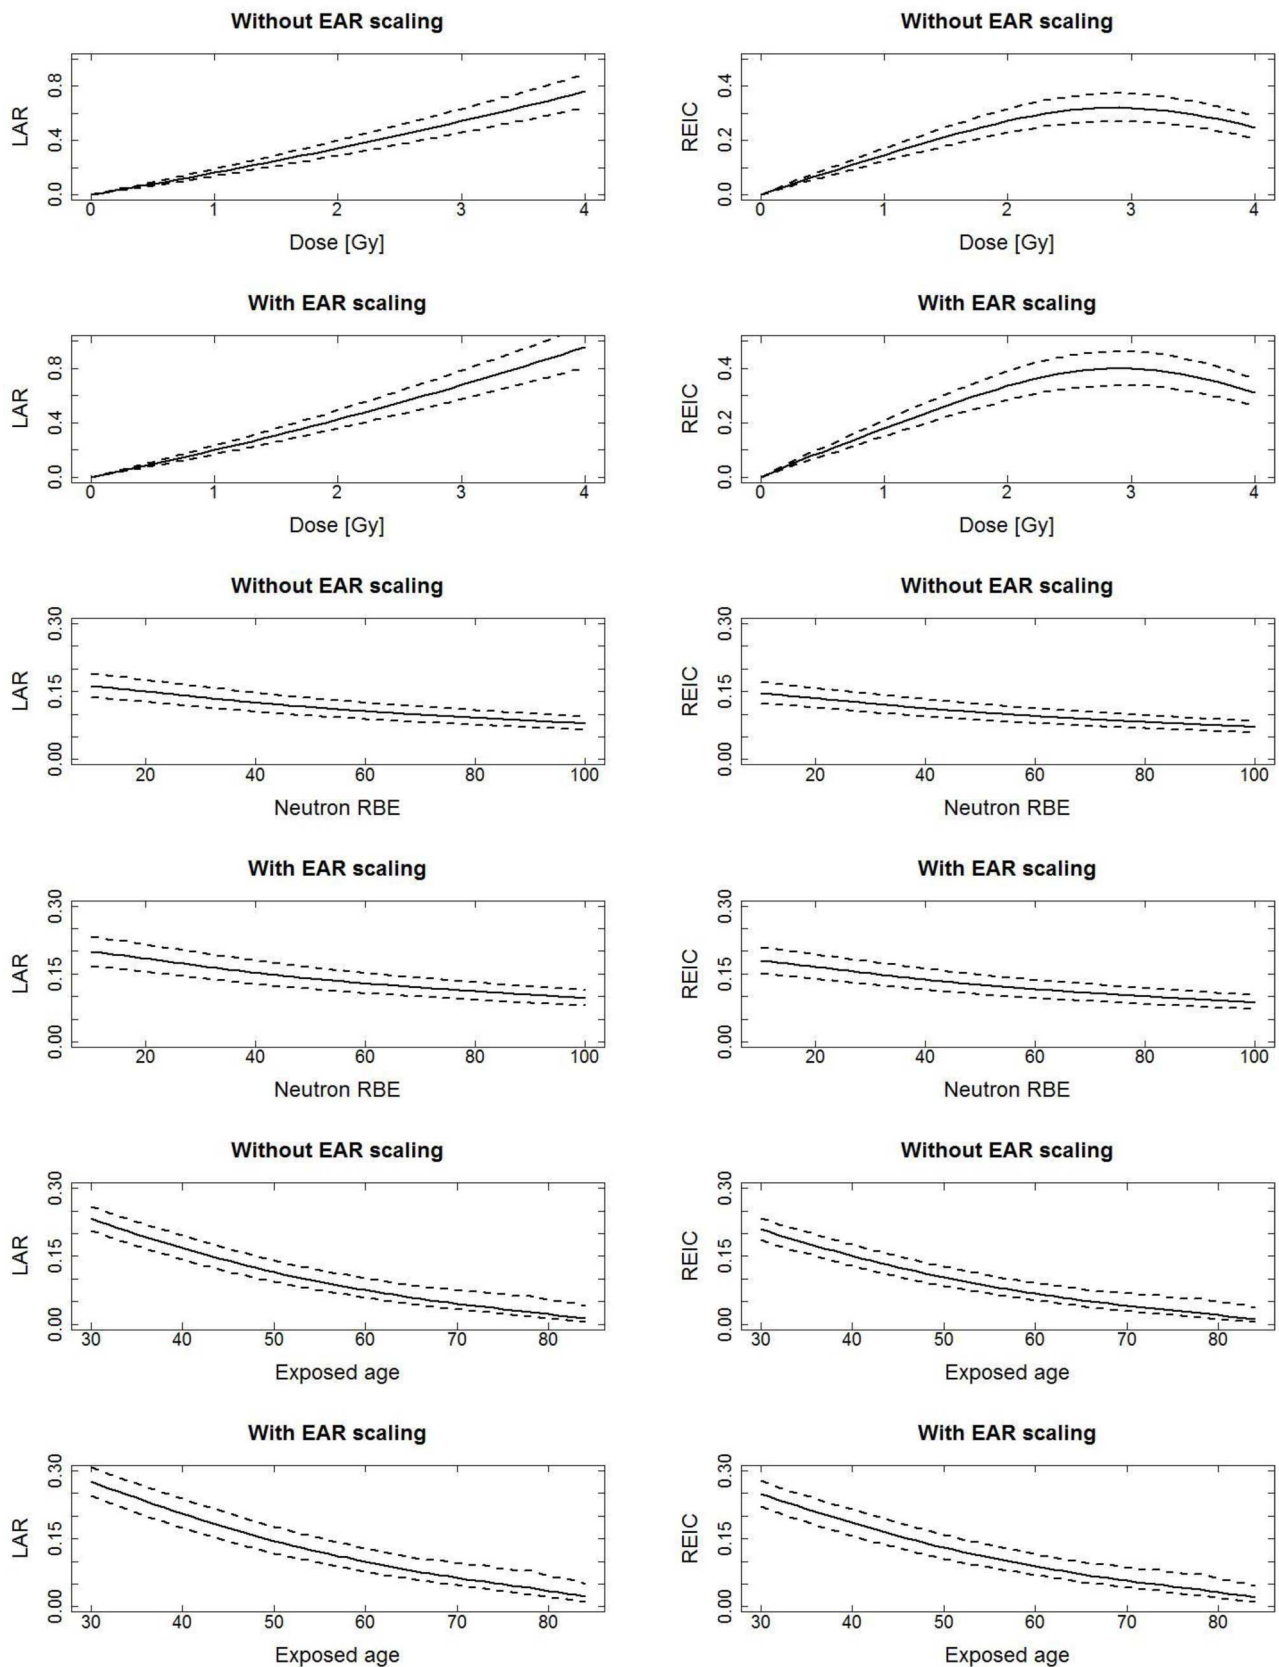 Without EAR scaling
LAR
0.0 0.4 0.8
0 1 2 3 4
Dose [Gy]
Without EAR scaling
REIC
0.0 0.2 0.4
0 1 2 3 4
Dose [Gy]
With EAR scaling
LAR
0.0 0.4 0.8
0 1 2 3 4
Dose [Gy]
With EAR scaling
REIC
0.0 0.2 0.4
0 1 2 3 4
Dose [Gy]
Without EAR scaling
LAR
0.00 0.15 0.30
20 40 60 80 100
Neutron RBE
Without EAR scaling
REIC
0.00 0.15 0.30
20 40 60 80 100
Neutron RBE
With EAR scaling
LAR
0.00 0.15 0.30
20 40 60 80 100
Neutron RBE
With EAR scaling
REIC
0.00 0.15 0.30
20 40 60 80 100
Neutron RBE
Without EAR scaling
LAR
0.00 0.15 0.30
30 40 50 60 70 80
Exposed age
Without EAR scaling
REIC
0.00 0.15 0.30
30 40 50 60 70 80
Exposed age
With EAR scaling
LAR
0.00 0.15 0.30
30 40 50 60 70 80
Exposed age
With EAR scaling
REIC
0.00 0.15 0.30
30 40 50 60 70 80
Exposed age